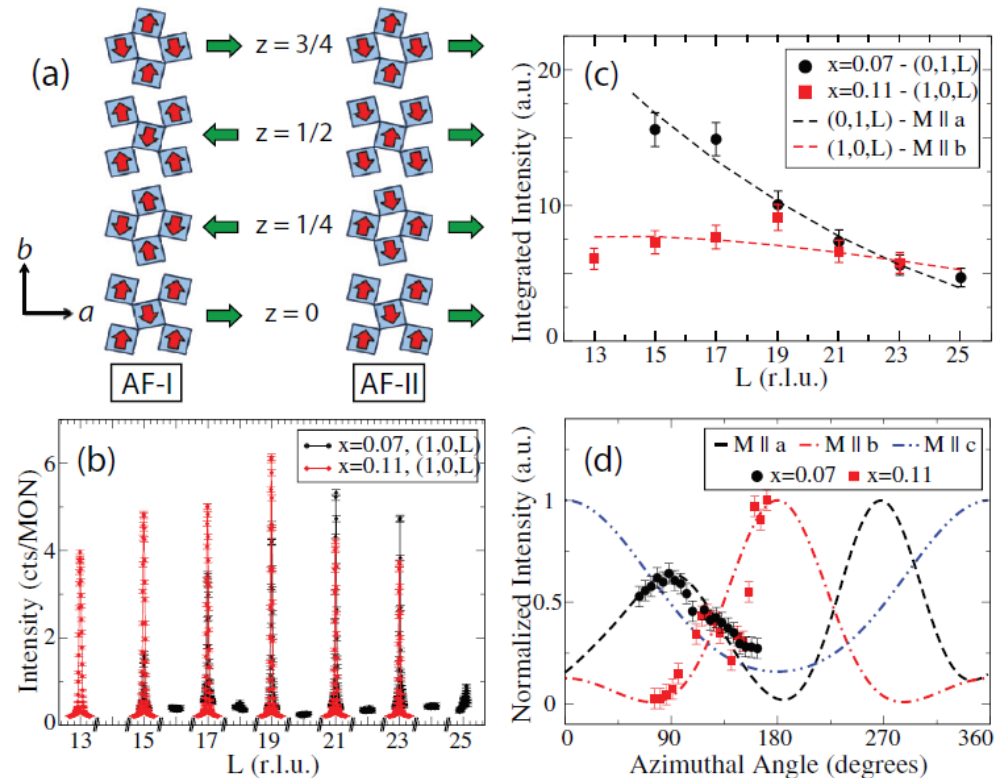 (a)
z = 3/4
z = 1/2
z = 1/4
z = 0
b
a
AF-I
AF-II
(b)
x=0.07, (1,0,L)
x=0.11, (1,0,L)
Intensity (cts/MON)
6
4
2
0
13 15 17 19 21 23 25
L (r.l.u.)
(c)
x=0.07 - (0,1,L)
x=0.11 - (1,0,L)
(0,1,L) - M || a
(1,0,L) - M || b
Integrated Intensity (a.u.)
20
10
0
13 15 17 19 21 23 25
L (r.l.u.)
(d)
M || a M || b M || c
x=0.07 x=0.11
Normalized Intensity (a.u.)
1
0.5
0
0 90 180 270 360
Azimuthal Angle (degrees)